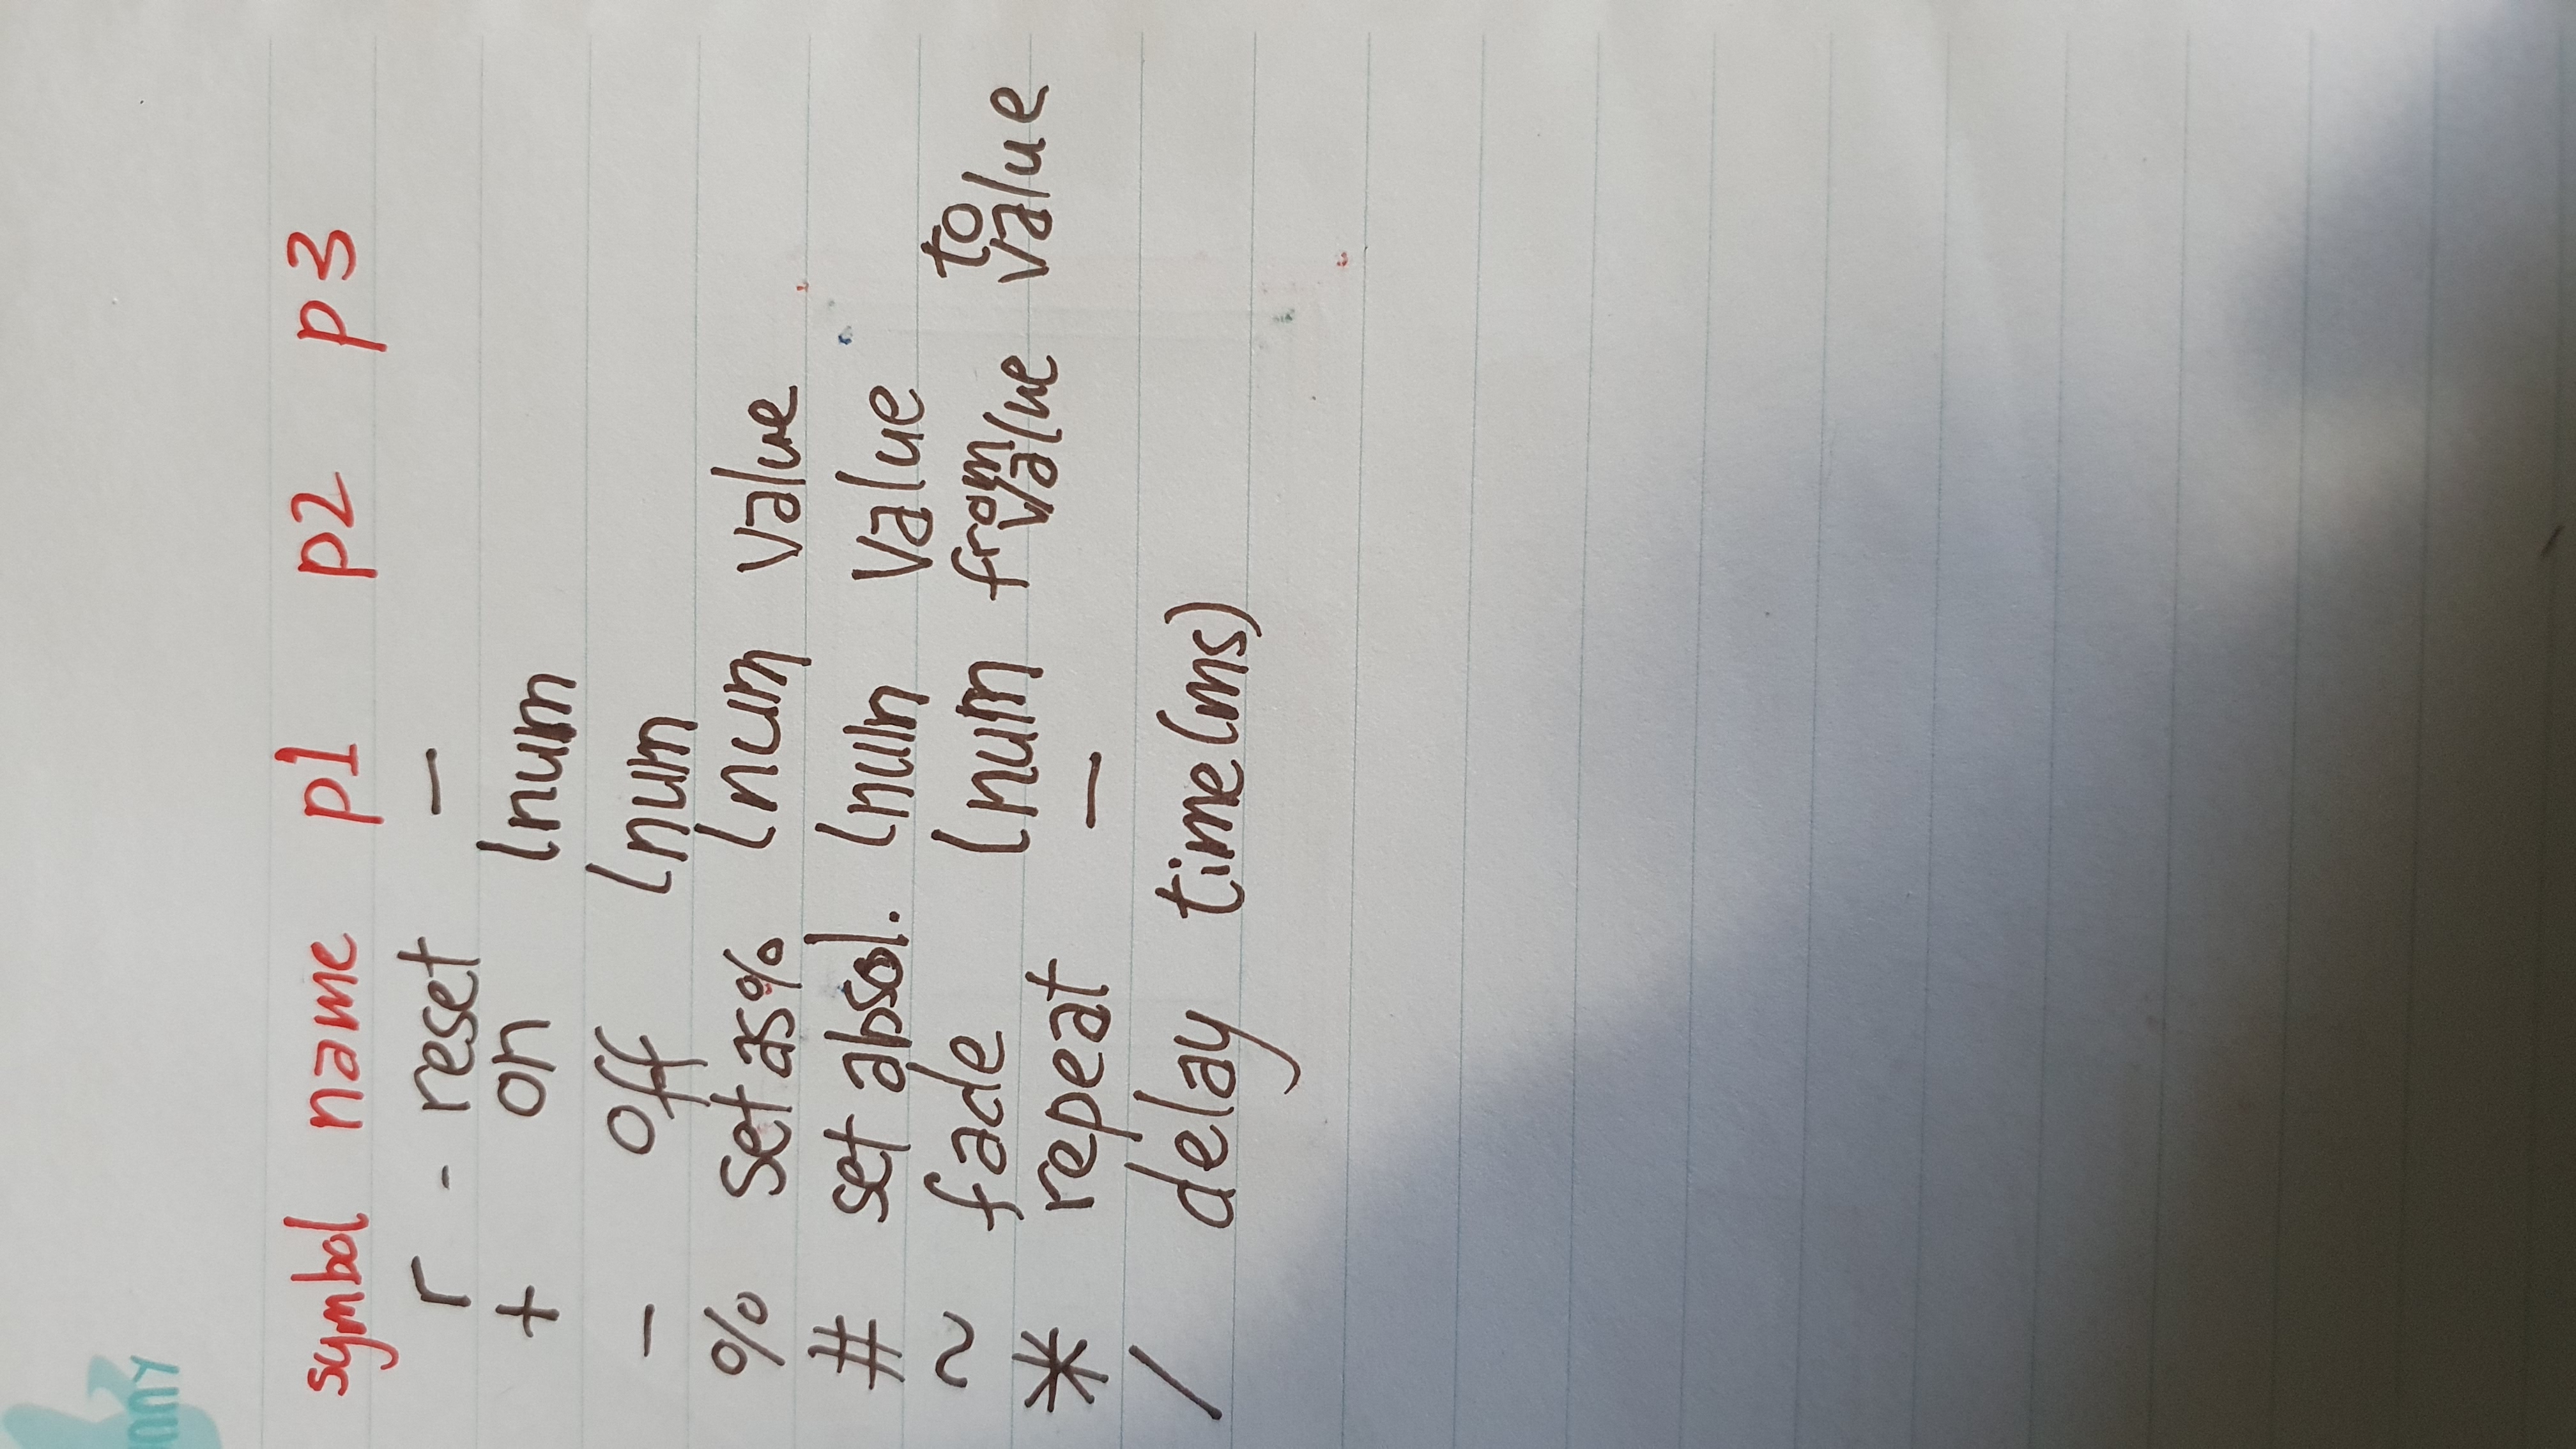 nny
symbol name p1 p2 p3
r - reset —
+ on lnum
- off lnum
% set as % lnum value
# set absol. lnum value
~ fade lnum from value to value
* repeat —
/ delay time(ms)